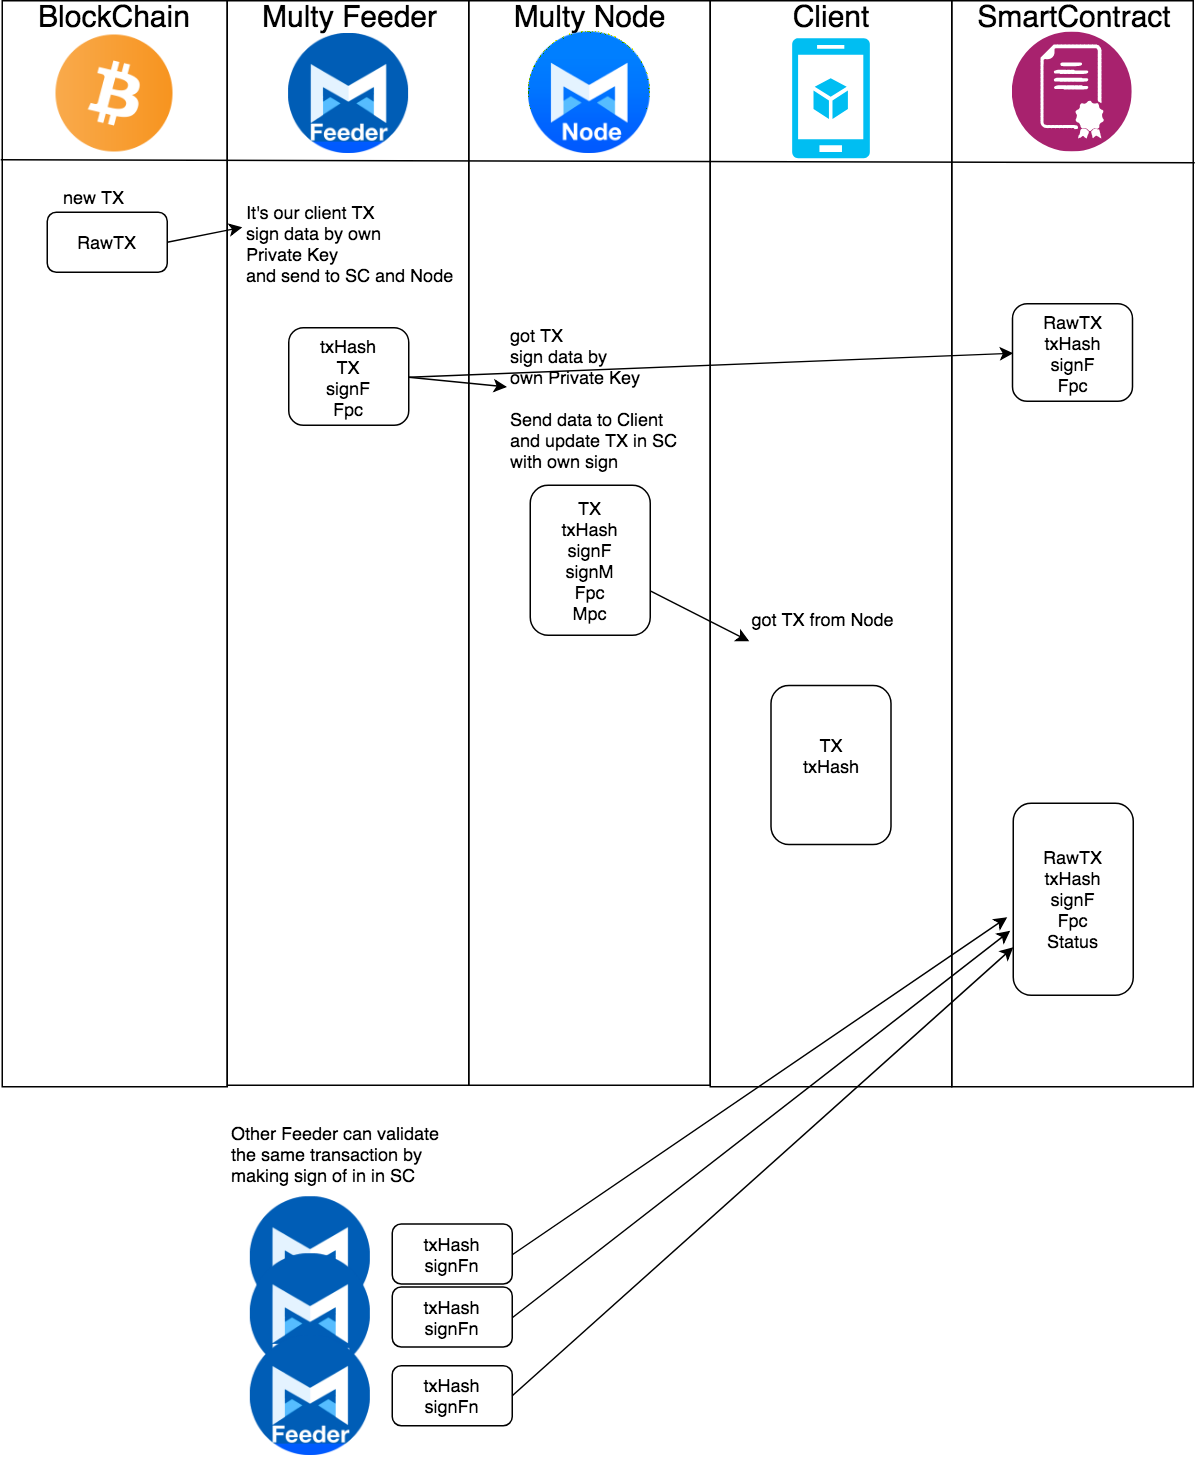 BlockChain
Multy Feeder
Multy Node
Client
SmartContract
Feeder
Node
new TX
RawTX
It's our client TX
sign data by own
Private Key
and send to SC and Node
txHash
TX
signF
Fpc
got TX
sign data by
own Private Key
Send data to Client
and update TX in SC
with own sign
RawTX
txHash
signF
Fpc
TX
txHash
signF
signM
Fpc
Mpc
got TX from Node
TX
txHash
RawTX
txHash
signF
Fpc
Status
Other Feeder can validate
the same transaction by
making sign of in in SC
txHash
signFn
txHash
signFn
txHash
signFn
Feeder